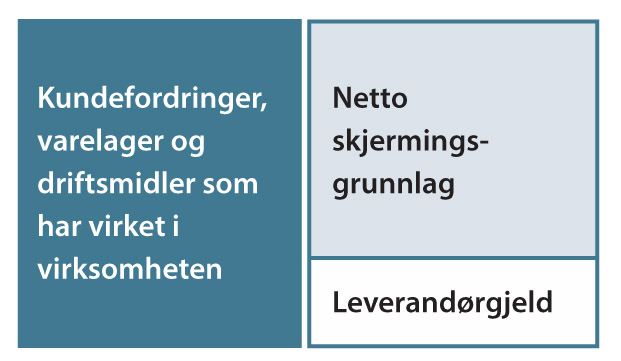 Kundefordringer,
varelager og
driftsmidler som
har virket i
virksomheten
Netto
skjermings-
grunnlag
Leverandørgjeld